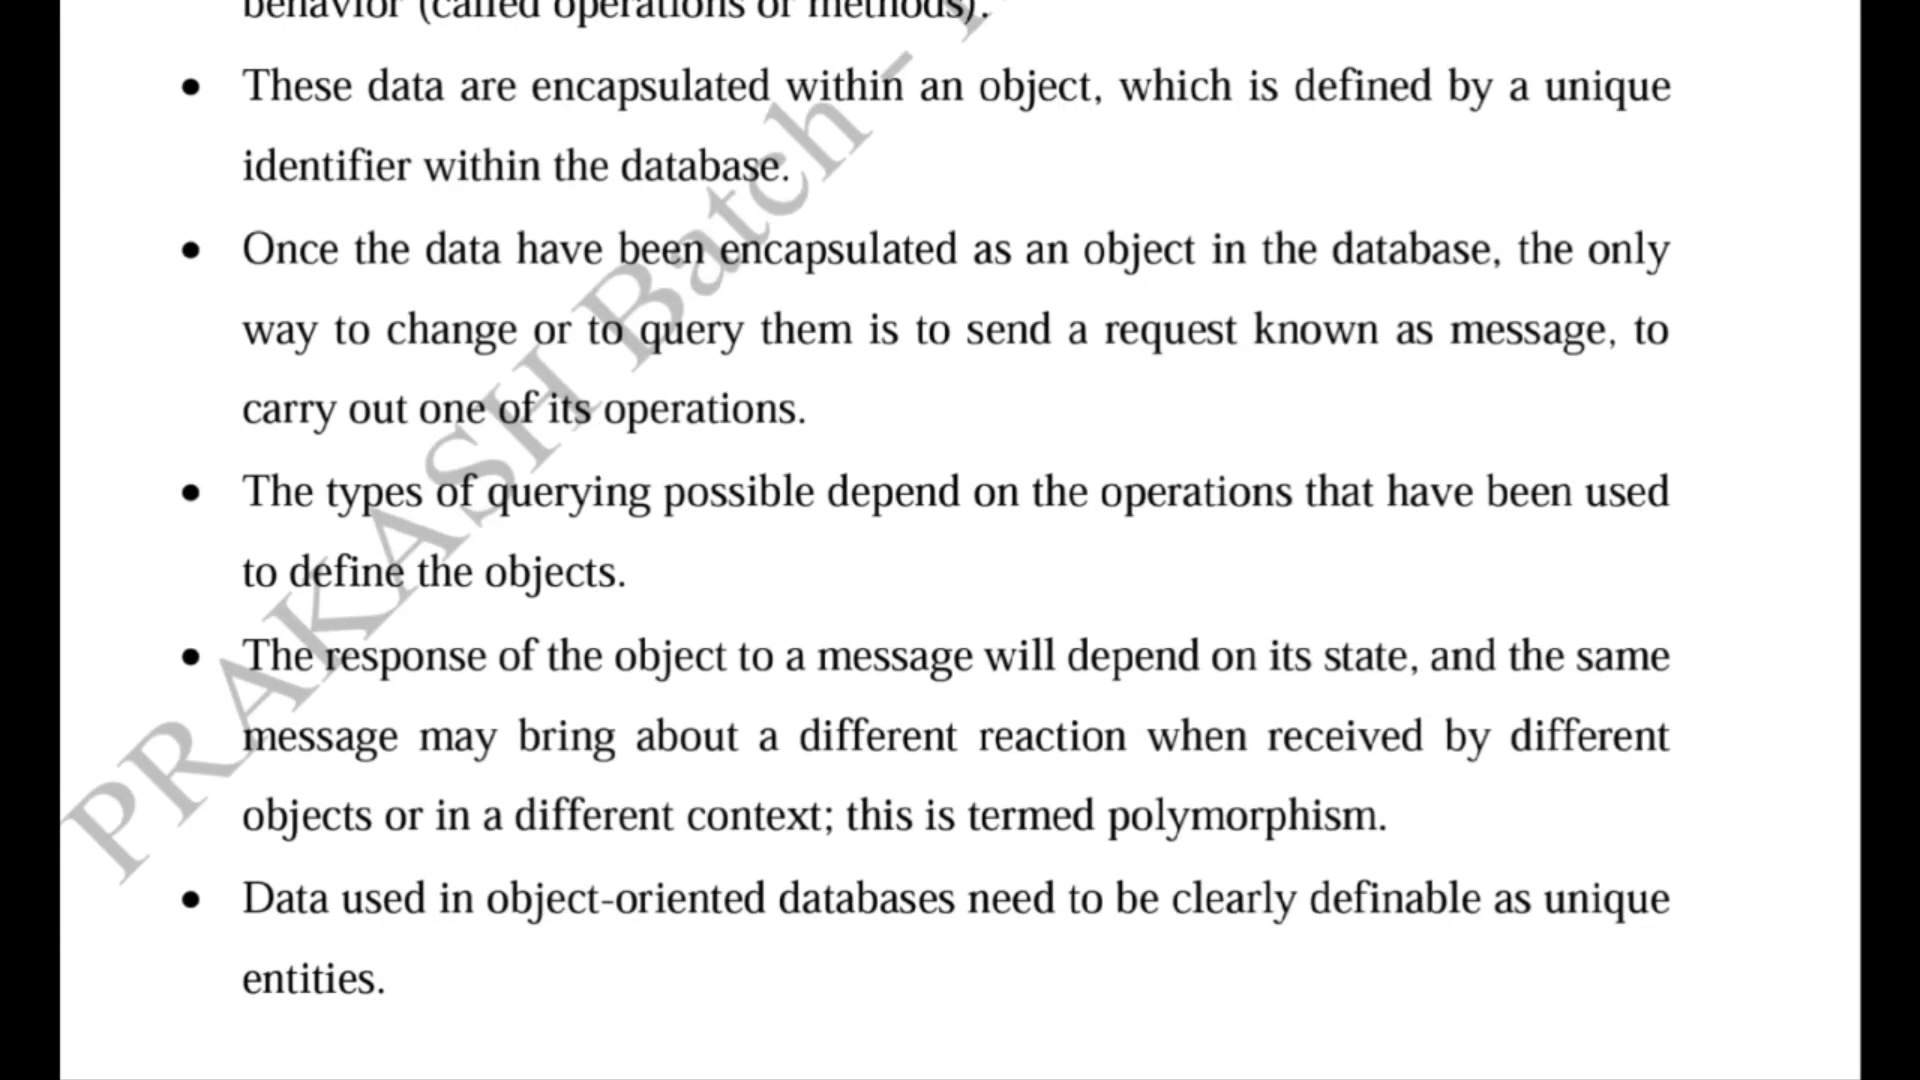 behavior (called operations or methods).
These data are encapsulated within an object, which is defined by a unique
identifier within the database.
Once the data have been encapsulated as an object in the database, the only
way to change or to query them is to send a request known as message, to
carry out one of its operations.
The types of querying possible depend on the operations that have been used
to define the objects.
The response of the object to a message will depend on its state, and the same
message may bring about a different reaction when received by different
objects or in a different context; this is termed polymorphism.
Data used in object-oriented databases need to be clearly definable as unique
entities.
PRAKASH Batch -